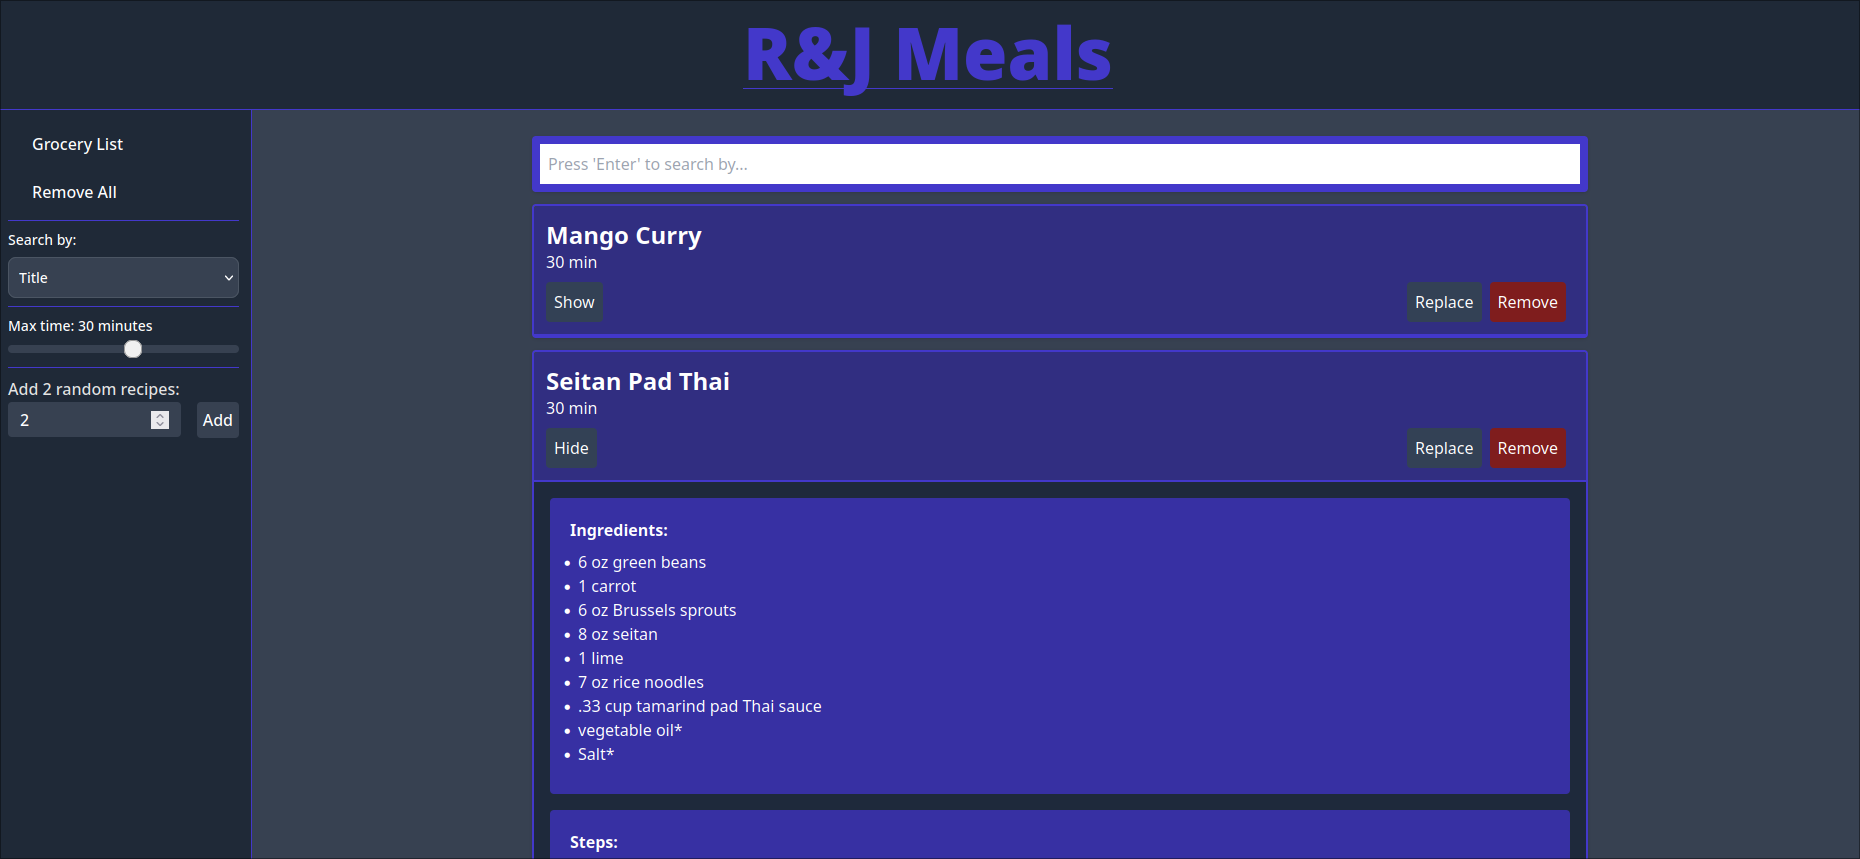 R&J Meals
Grocery List
Remove All
Search by:
Title
Max time: 30 minutes
Add 2 random recipes:
2
Add
Press 'Enter' to search by...
Mango Curry
30 min
Show
Replace
Remove
Seitan Pad Thai
30 min
Hide
Replace
Remove
Ingredients:
• 6 oz green beans
• 1 carrot
• 6 oz Brussels sprouts
• 8 oz seitan
• 1 lime
• 7 oz rice noodles
• .33 cup tamarind pad Thai sauce
• vegetable oil*
• Salt*
Steps: